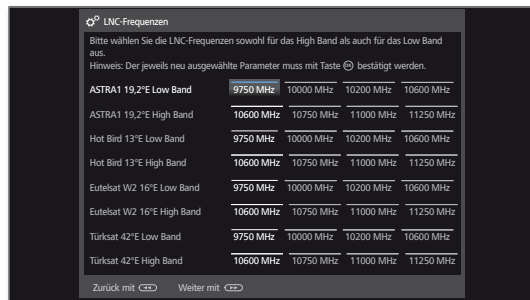 LNC-Frequenzen
Bitte wählen Sie die LNC-Frequenzen sowohl für das High Band als auch für das Low Band
aus.
Hinweis: Der jeweils neu ausgewählte Parameter muss mit Taste OK bestätigt werden.
ASTRA1 19,2°E Low Band 9750 MHz 10000 MHz 10200 MHz 10600 MHz
ASTRA1 19,2°E High Band 10600 MHz 10750 MHz 11000 MHz 11250 MHz
Hot Bird 13°E Low Band 9750 MHz 10000 MHz 10200 MHz 10600 MHz
Hot Bird 13°E High Band 10600 MHz 10750 MHz 11000 MHz 11250 MHz
Eutelsat W2 16°E Low Band 9750 MHz 10000 MHz 10200 MHz 10600 MHz
Eutelsat W2 16°E High Band 10600 MHz 10750 MHz 11000 MHz 11250 MHz
Türksat 42°E Low Band 9750 MHz 10000 MHz 10200 MHz 10600 MHz
Türksat 42°E High Band 10600 MHz 10750 MHz 11000 MHz 11250 MHz
Zurück mit Weiter mit